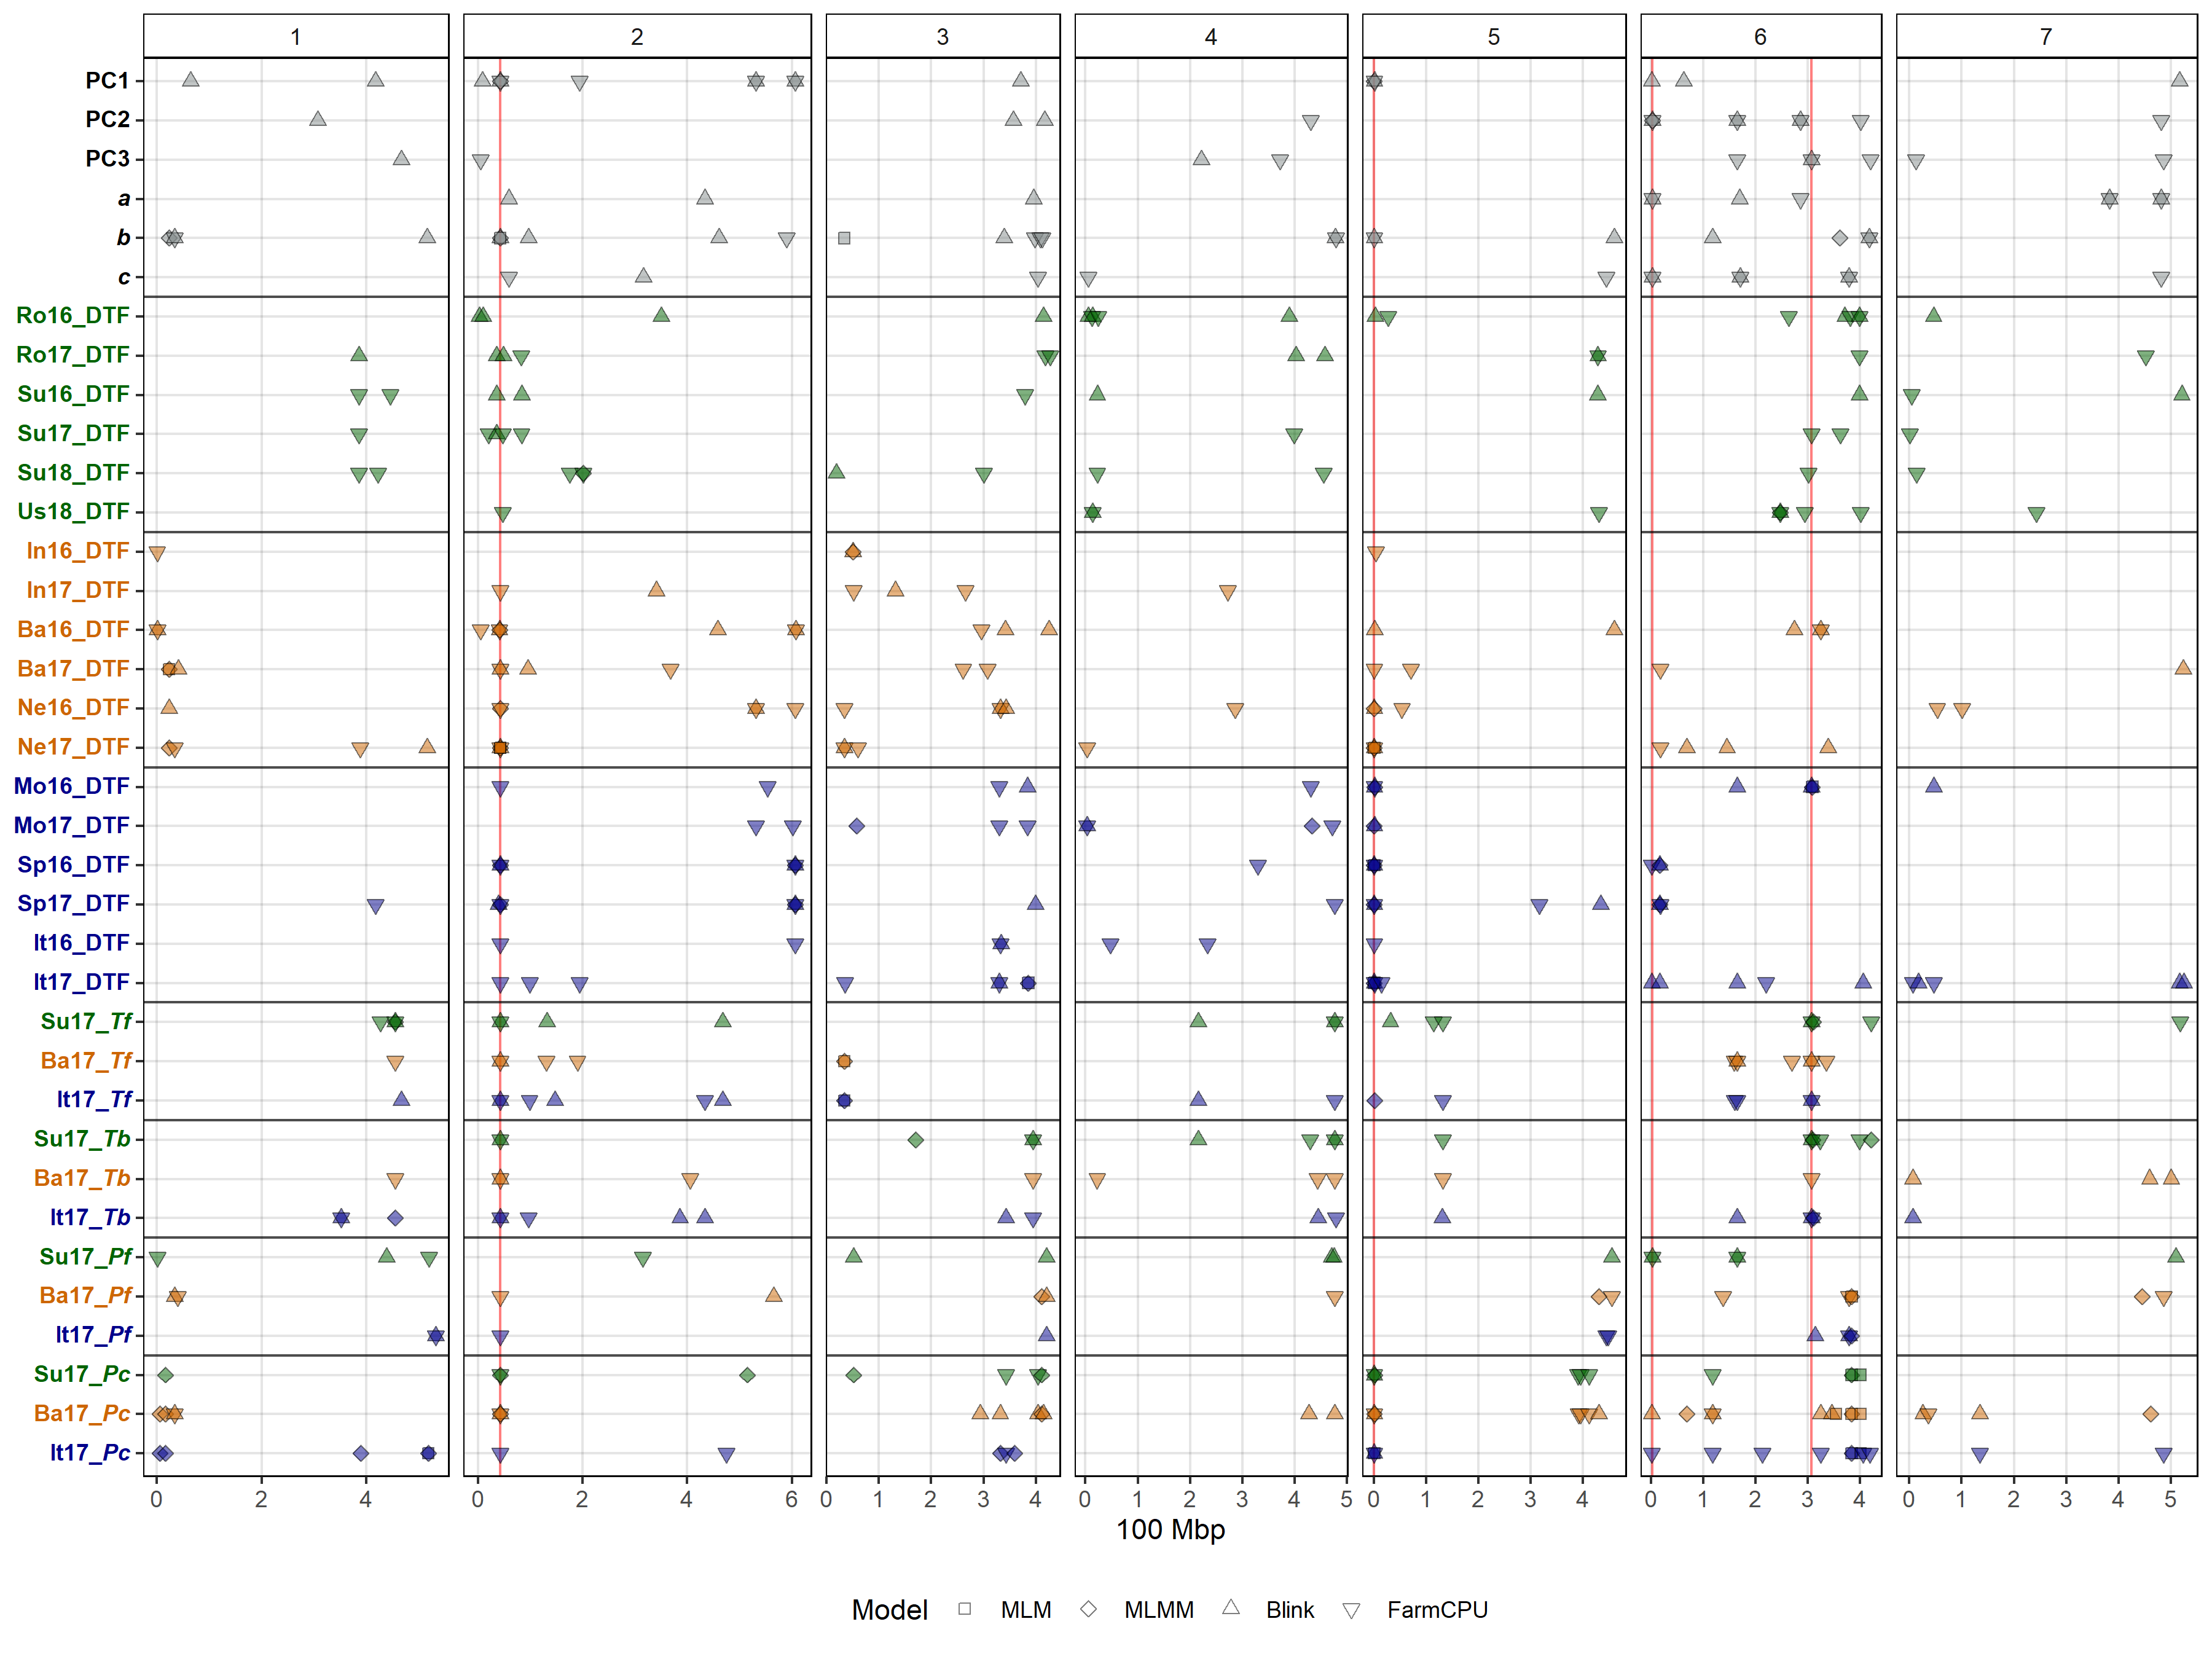 1 2 3 4 5 6 7
PC1
PC2
PC3
a
b
c
Ro16_DTF
Ro17_DTF
Su16_DTF
Su17_DTF
Su18_DTF
Us18_DTF
In16_DTF
In17_DTF
Ba16_DTF
Ba17_DTF
Ne16_DTF
Ne17_DTF
Mo16_DTF
Mo17_DTF
Sp16_DTF
Sp17_DTF
It16_DTF
It17_DTF
Su17_Tf
Ba17_Tf
It17_Tf
Su17_Tb
Ba17_Tb
It17_Tb
Su17_Pf
Ba17_Pf
It17_Pf
Su17_Pc
Ba17_Pc
It17_Pc
0 2 4 0 2 4 6 0 1 2 3 4 0 1 2 3 4 5 0 1 2 3 4 0 1 2 3 4 0 1 2 3 4 5
100 Mbp
Model MLM MLMM Blink FarmCPU